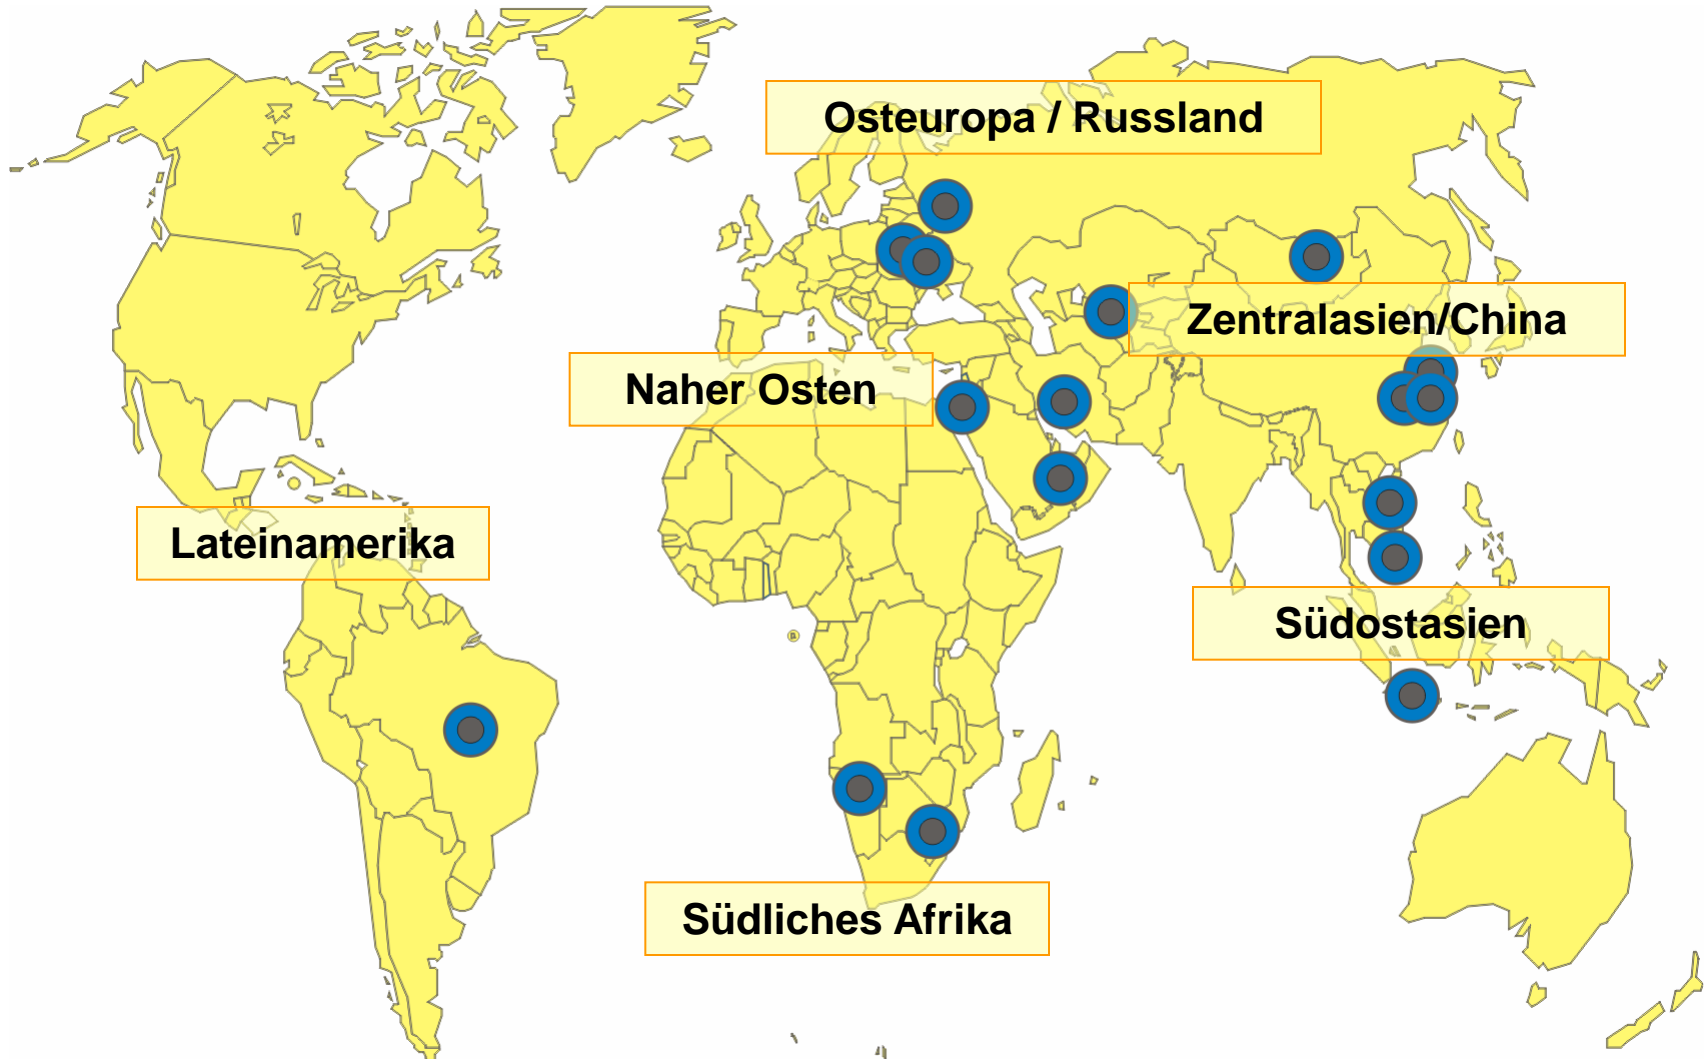 Osteuropa / Russland
Zentralasien/China
Naher Osten
Lateinamerika
Südostasien
Südliches Afrika